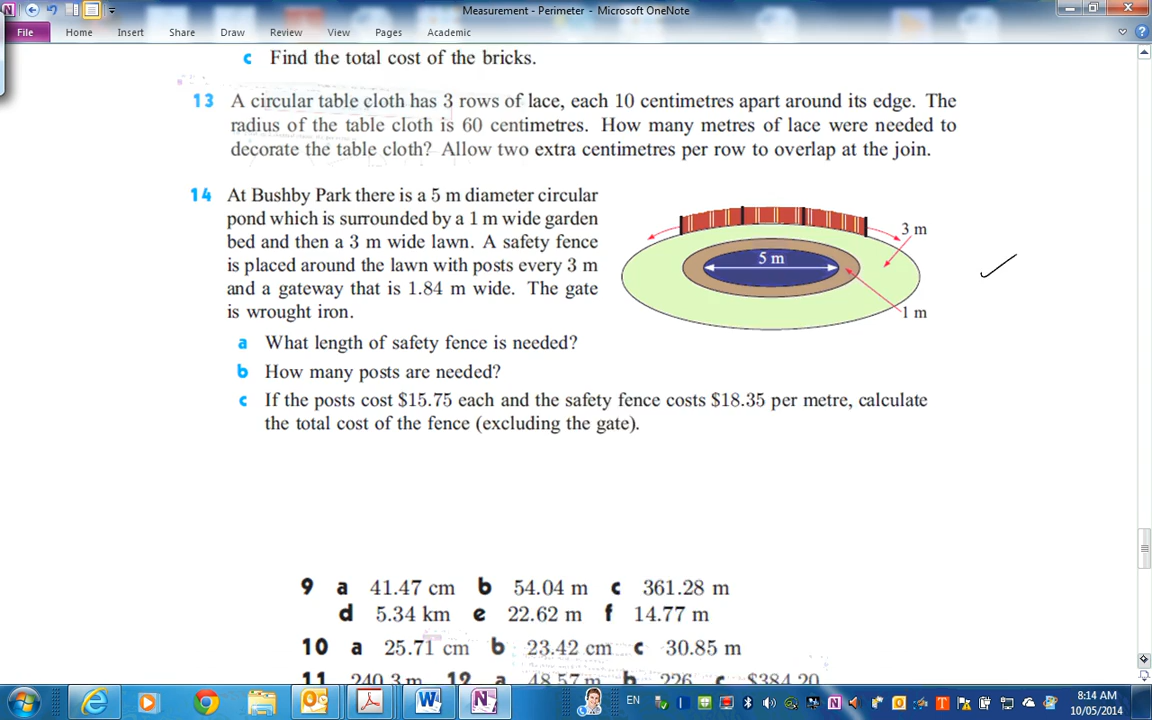 Measurement - Perimeter - Microsoft OneNote
File Home Insert Share Draw Review View Pages Academic
c Find the total cost of the bricks.
13 A circular table cloth has 3 rows of lace, each 10 centimetres apart around its edge. The
radius of the table cloth is 60 centimetres. How many metres of lace were needed to
decorate the table cloth? Allow two extra centimetres per row to overlap at the join.
14 At Bushby Park there is a 5 m diameter circular
pond which is surrounded by a 1 m wide garden
bed and then a 3 m wide lawn. A safety fence
is placed around the lawn with posts every 3 m
and a gateway that is 1.84 m wide. The gate
is wrought iron.
3 m
5 m
1 m
a What length of safety fence is needed?
b How many posts are needed?
c If the posts cost $15.75 each and the safety fence costs $18.35 per metre, calculate
the total cost of the fence (excluding the gate).
9 a 41.47 cm b 54.04 m c 361.28 m
d 5.34 km e 22.62 m f 14.77 m
10 a 25.71 cm b 23.42 cm c 30.85 m
11 240.3 m 12 a 48.57 m b 226 c $384.20
EN
8:14 AM
10/05/2014